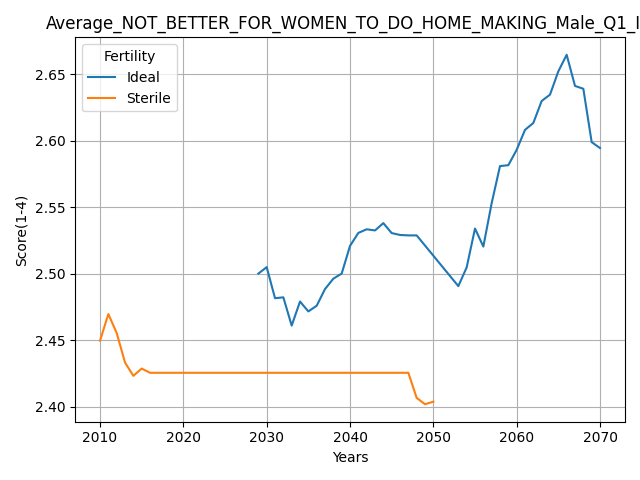 Average_NOT_BETTER_FOR_WOMEN_TO_DO_HOME_MAKING_Male_Q1_I
Fertility
Ideal
Sterile
Score(1-4)
2.65
2.60
2.55
2.50
2.45
2.40
2010 2020 2030 2040 2050 2060 2070
Years